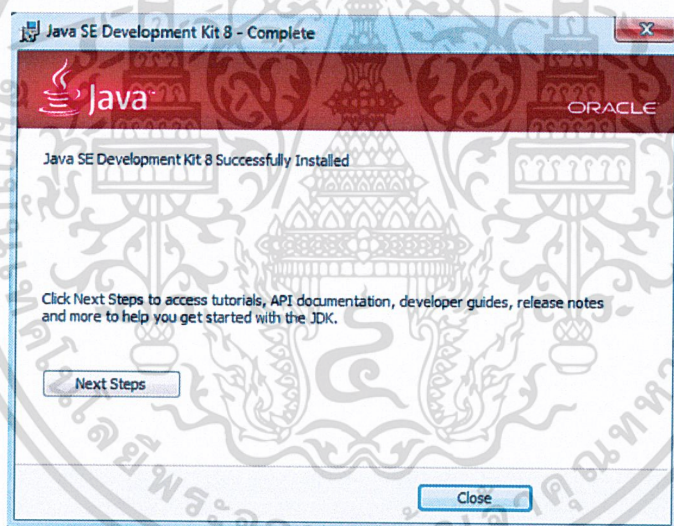 Java SE Development Kit 8 - Complete
Java™
ORACLE
Java SE Development Kit 8 Successfully Installed
Click Next Steps to access tutorials, API documentation, developer guides, release notes
and more to help you get started with the JDK.
Next Steps
Close